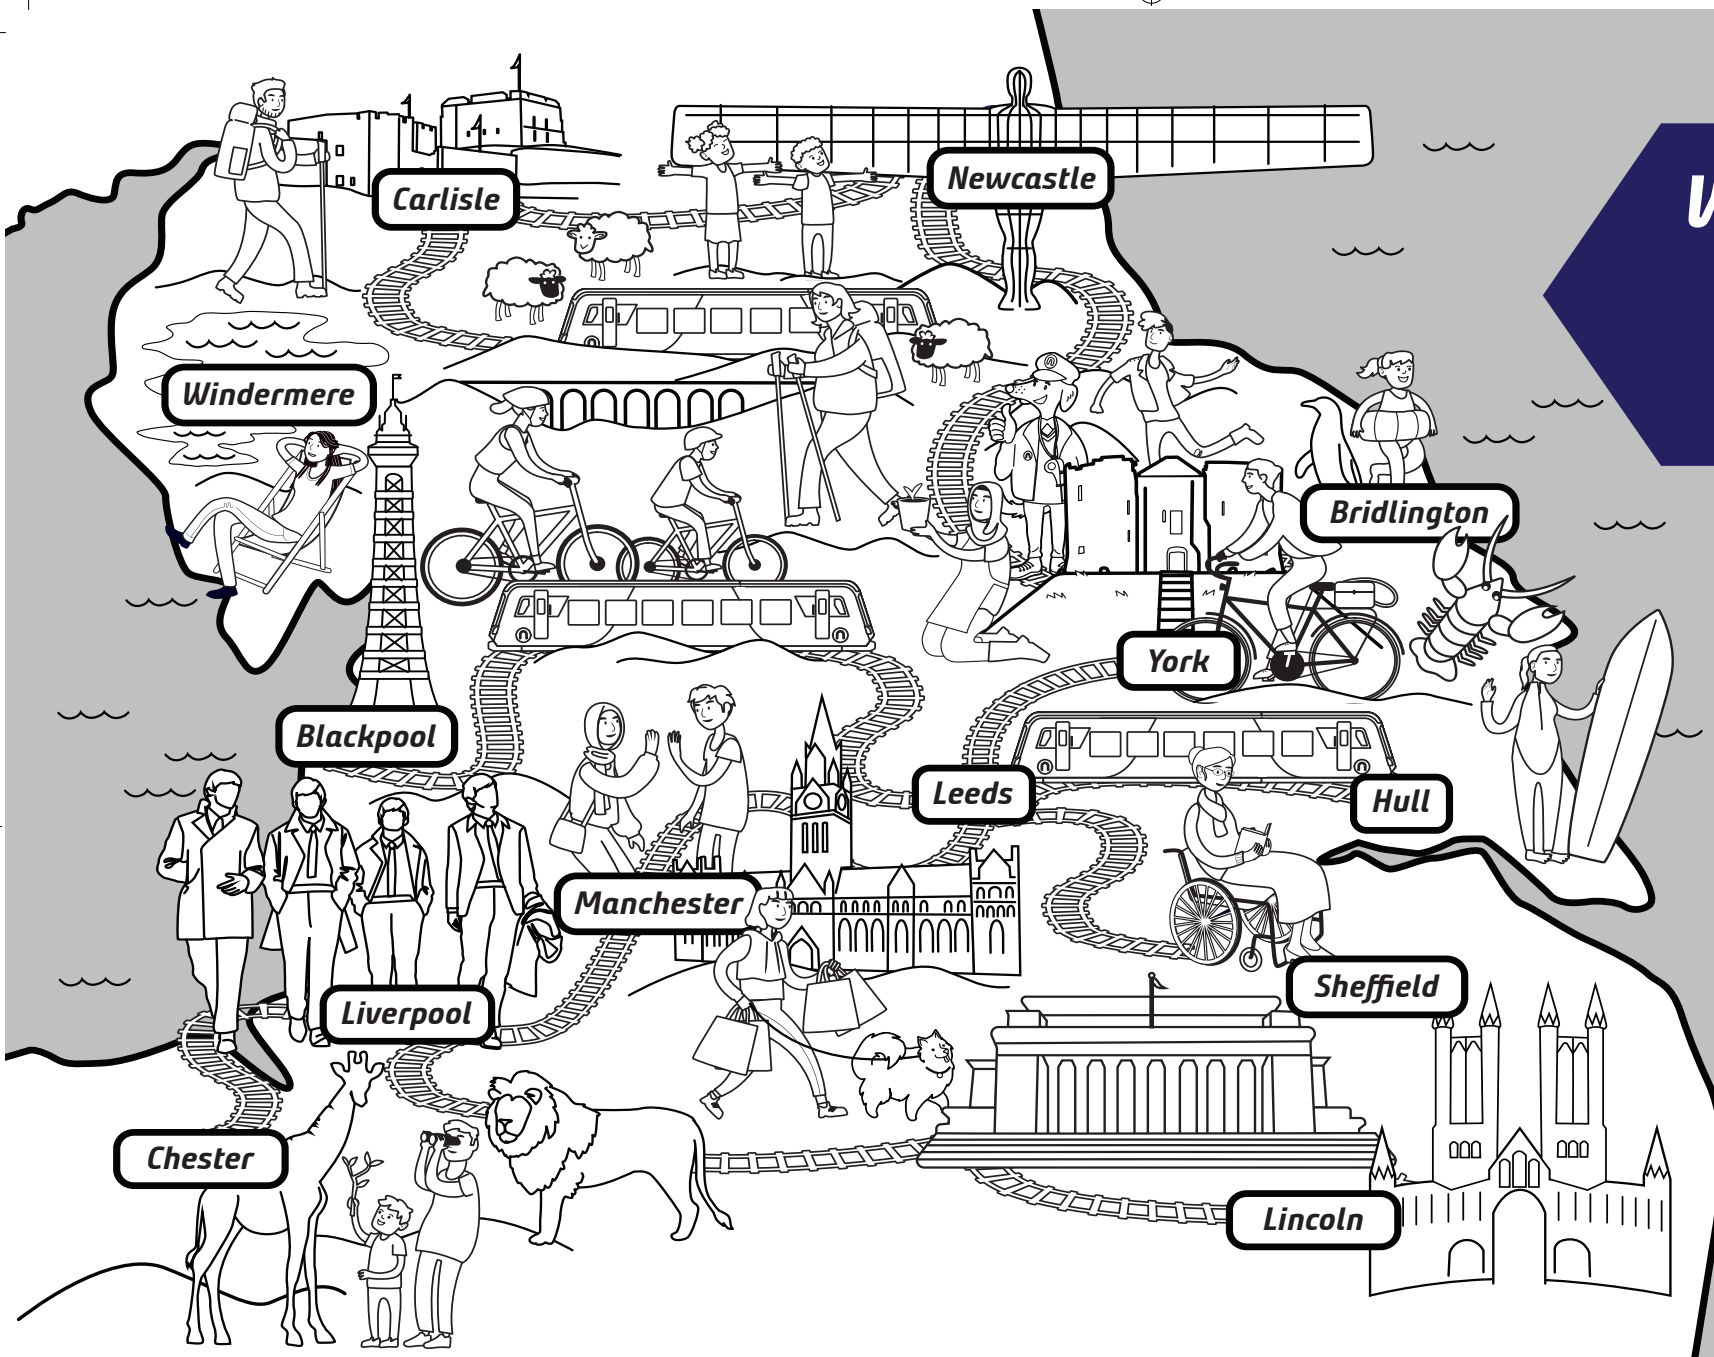 Carlisle
Newcastle
Windermere
Bridlington
York
Blackpool
Leeds
Hull
Manchester
Sheffield
Liverpool
Chester
Lincoln